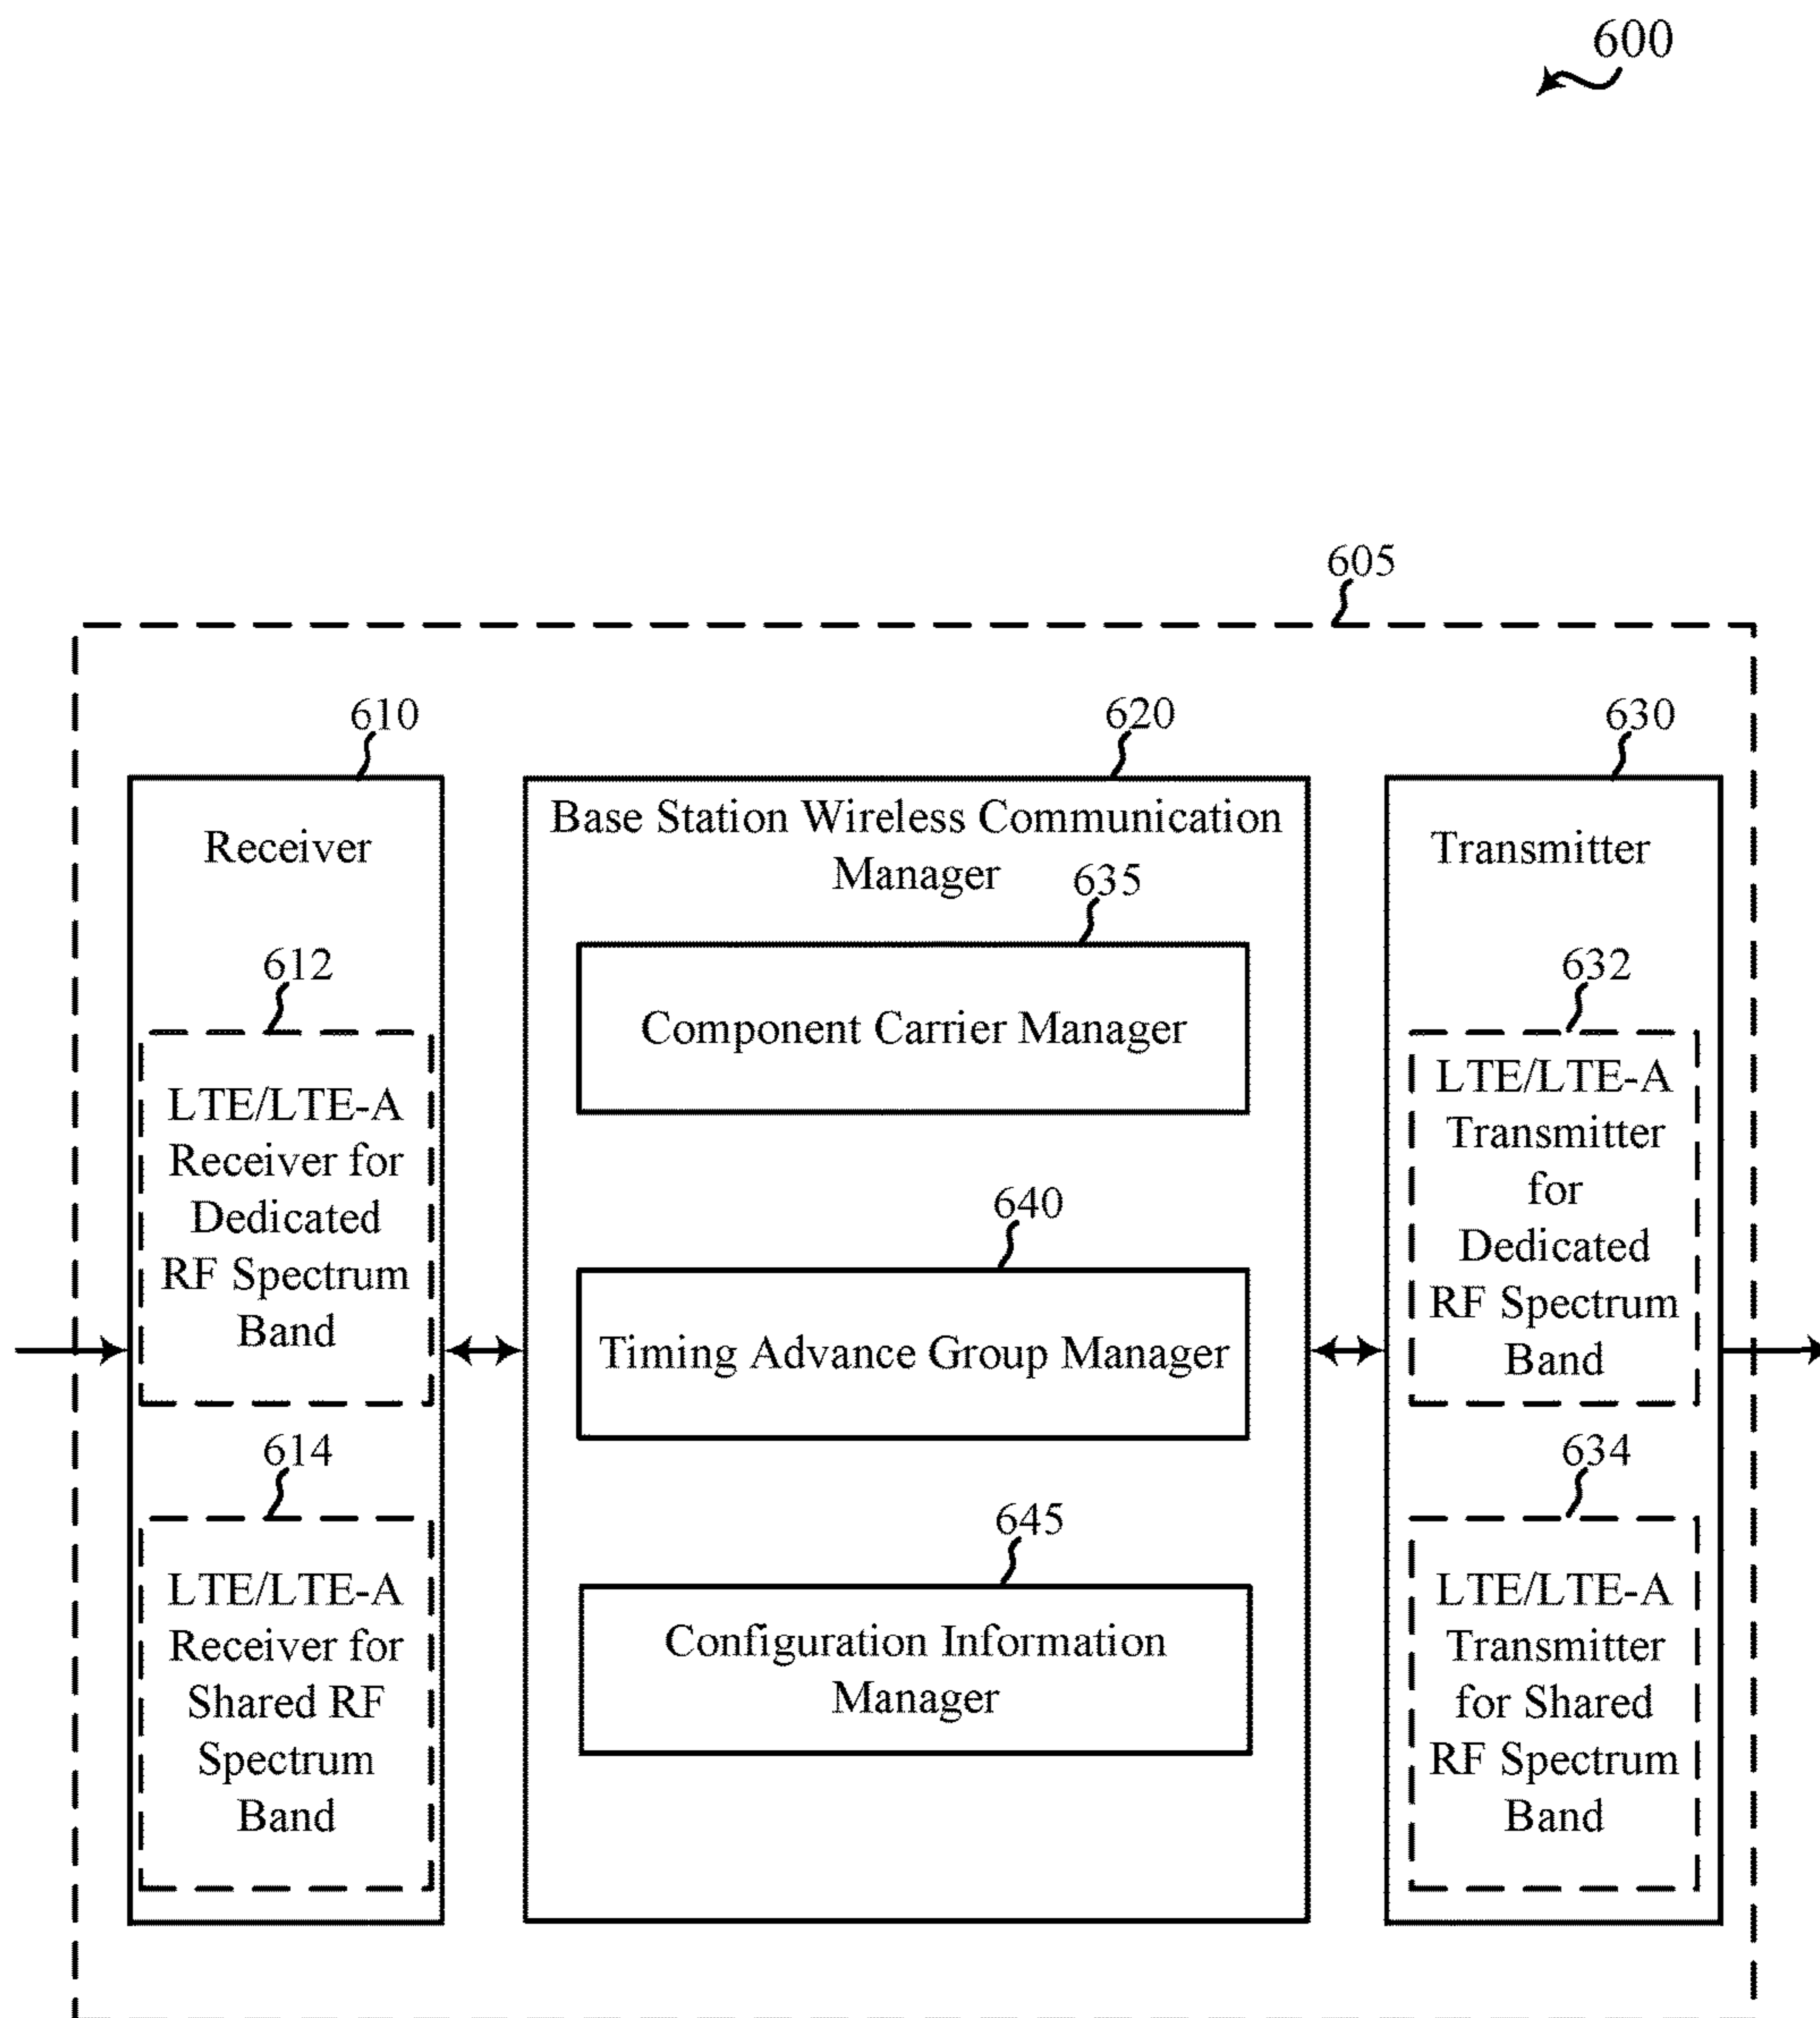 600
605
610
620
630
Receiver
Base Station Wireless Communication
Manager
Transmitter
635
Component Carrier Manager
612
LTE/LTE-A
Receiver for
Dedicated
RF Spectrum
Band
640
Timing Advance Group Manager
632
LTE/LTE-A
Transmitter
for
Dedicated
RF Spectrum
Band
614
LTE/LTE-A
Receiver for
Shared RF
Spectrum
Band
645
Configuration Information
Manager
634
LTE/LTE-A
Transmitter
for Shared
RF Spectrum
Band